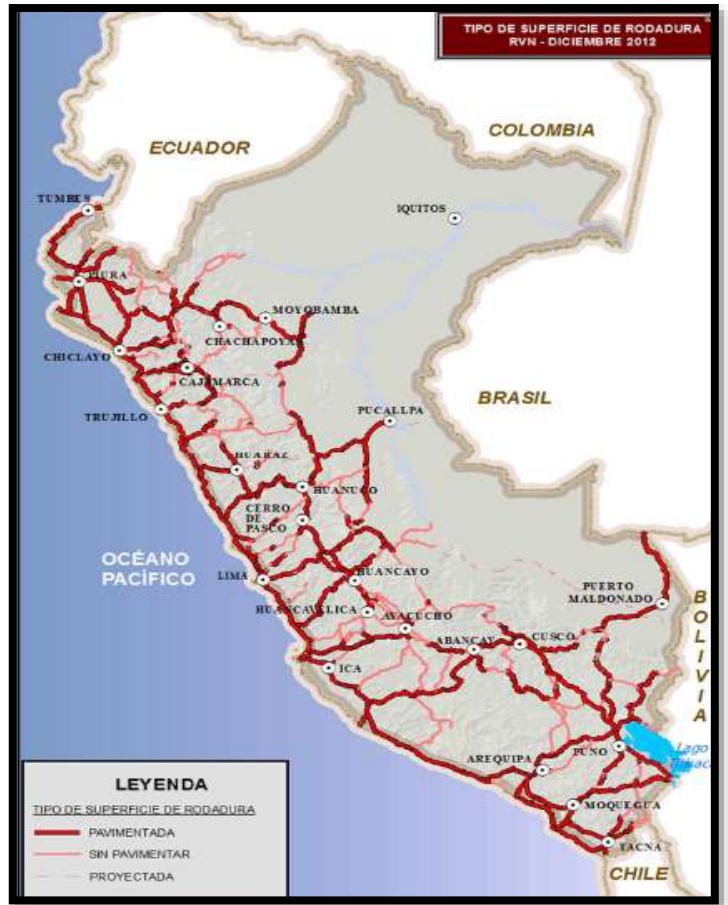 TIPO DE SUPERFICIE DE RODADURA
RVN - DICIEMBRE 2012
COLOMBIA
ECUADOR
TUMBES
IQUITOS
PIURA
MOYOBAMBA
CHACHAPOYAS
CHICLAYO
CAJAMARCA
BRASIL
TRUJILLO
PUCALLPA
HUARAZ
HUANUCO
CERRO
DE
PASCO
OCÉANO
PACÍFICO
LIMA
HUANCAYO
PUERTO
MALDONADO
HUANCAVELICA
AYACUCHO
BOLIVIA
ABANCAY
CUSCO
ICA
PUNO
Lago
AREQUIPA
MOQUEGUA
TACNA
CHILE
LEYENDA
TIPO DE SUPERFICIE DE RODADURA
PAVIMENTADA
SIN PAVIMENTAR
PROYECTADA